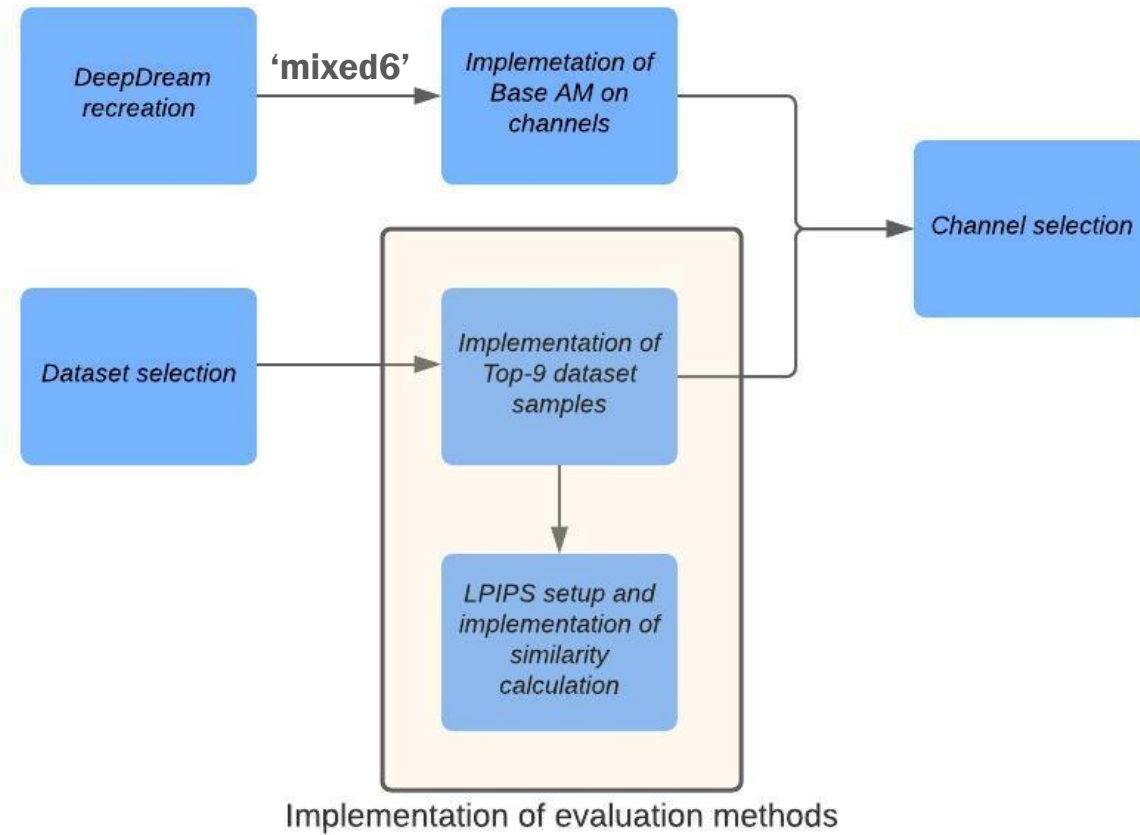 DeepDream
recreation
‘mixed6’
Implemetation of
Base AM on
channels
Channel selection
Dataset selection
Implementation of
Top-9 dataset
samples
LPIPS setup and
implementation of
similarity
calculation
Implementation of evaluation methods